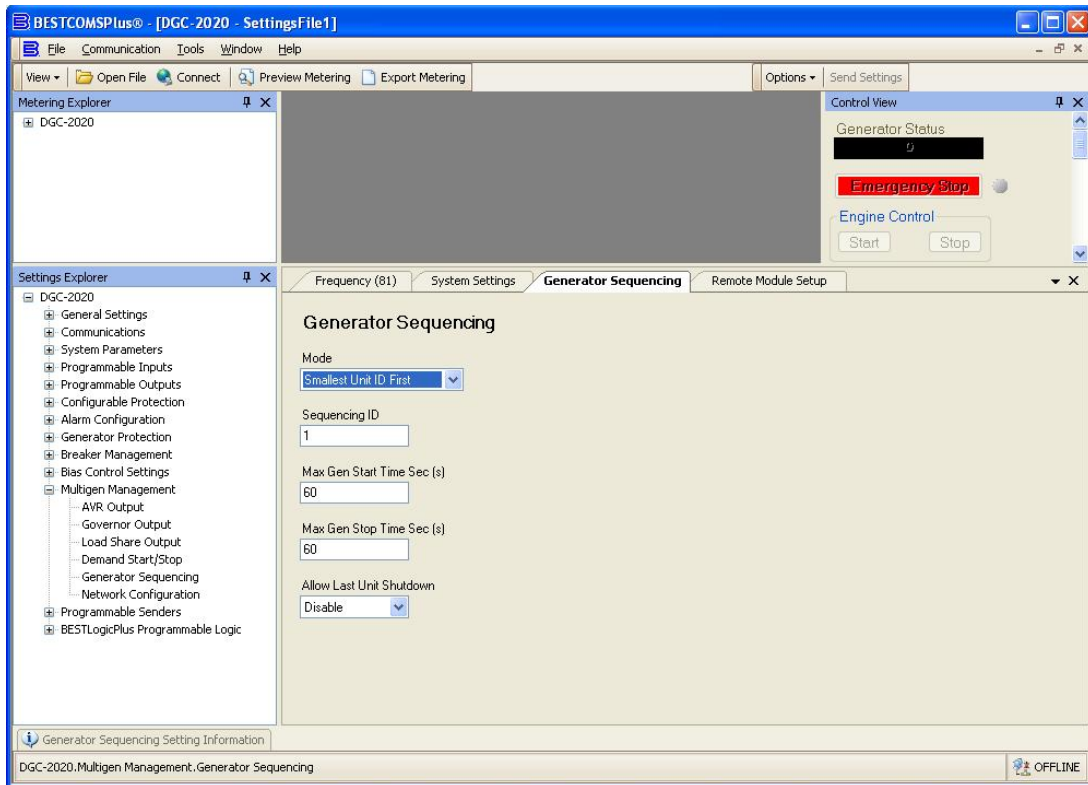 BESTCOMSPlus® - [DGC-2020 - SettingsFile1]
File Communication Tools Window Help
View Open File Connect Preview Metering Export Metering Options Send Settings
Metering Explorer
DGC-2020
Control View
Generator Status
0
Emergency Stop
Engine Control
Start Stop
Settings Explorer
DGC-2020
General Settings
Communications
System Parameters
Programmable Inputs
Programmable Outputs
Configurable Protection
Alarm Configuration
Generator Protection
Breaker Management
Bias Control Settings
Multigen Management
AVR Output
Governor Output
Load Share Output
Demand Start/Stop
Generator Sequencing
Network Configuration
Programmable Senders
BESTLogicPlus Programmable Logic
Frequency (81) System Settings Generator Sequencing Remote Module Setup
Generator Sequencing
Mode
Smallest Unit ID First
Sequencing ID
1
Max Gen Start Time Sec (s)
60
Max Gen Stop Time Sec (s)
60
Allow Last Unit Shutdown
Disable
Generator Sequencing Setting Information
DGC-2020.Multigen Management.Generator Sequencing OFFLINE